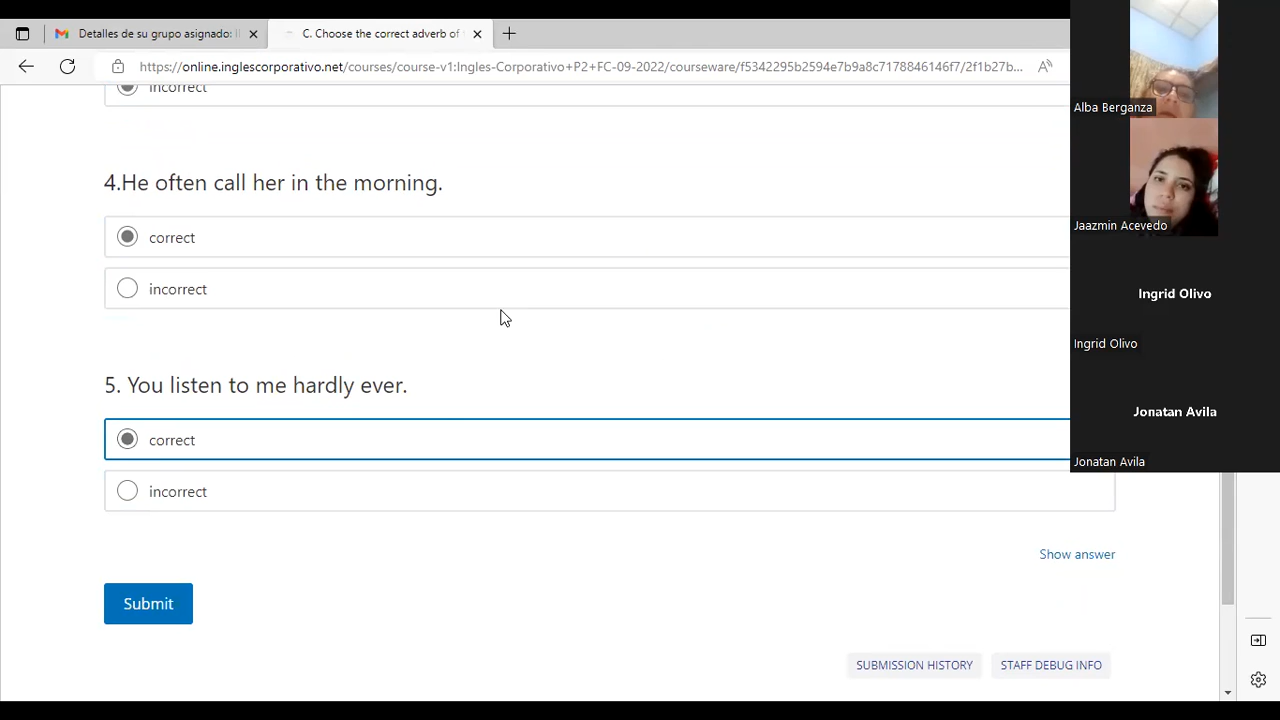 Detalles de su grupo asignado: I
C. Choose the correct adverb of
https://online.inglescorporativo.net/courses/course-v1:Ingles-Corporativo+P2+FC-09-2022/courseware/f5342295b2594e7b9a8c7178846146f7/2f1b27b...
incorrect
4.He often call her in the morning.
correct
incorrect
5. You listen to me hardly ever.
correct
incorrect
Show answer
Submit
SUBMISSION HISTORY
STAFF DEBUG INFO
Alba Berganza
Jaazmin Acevedo
Ingrid Olivo
Ingrid Olivo
Jonatan Avila
Jonatan Avila